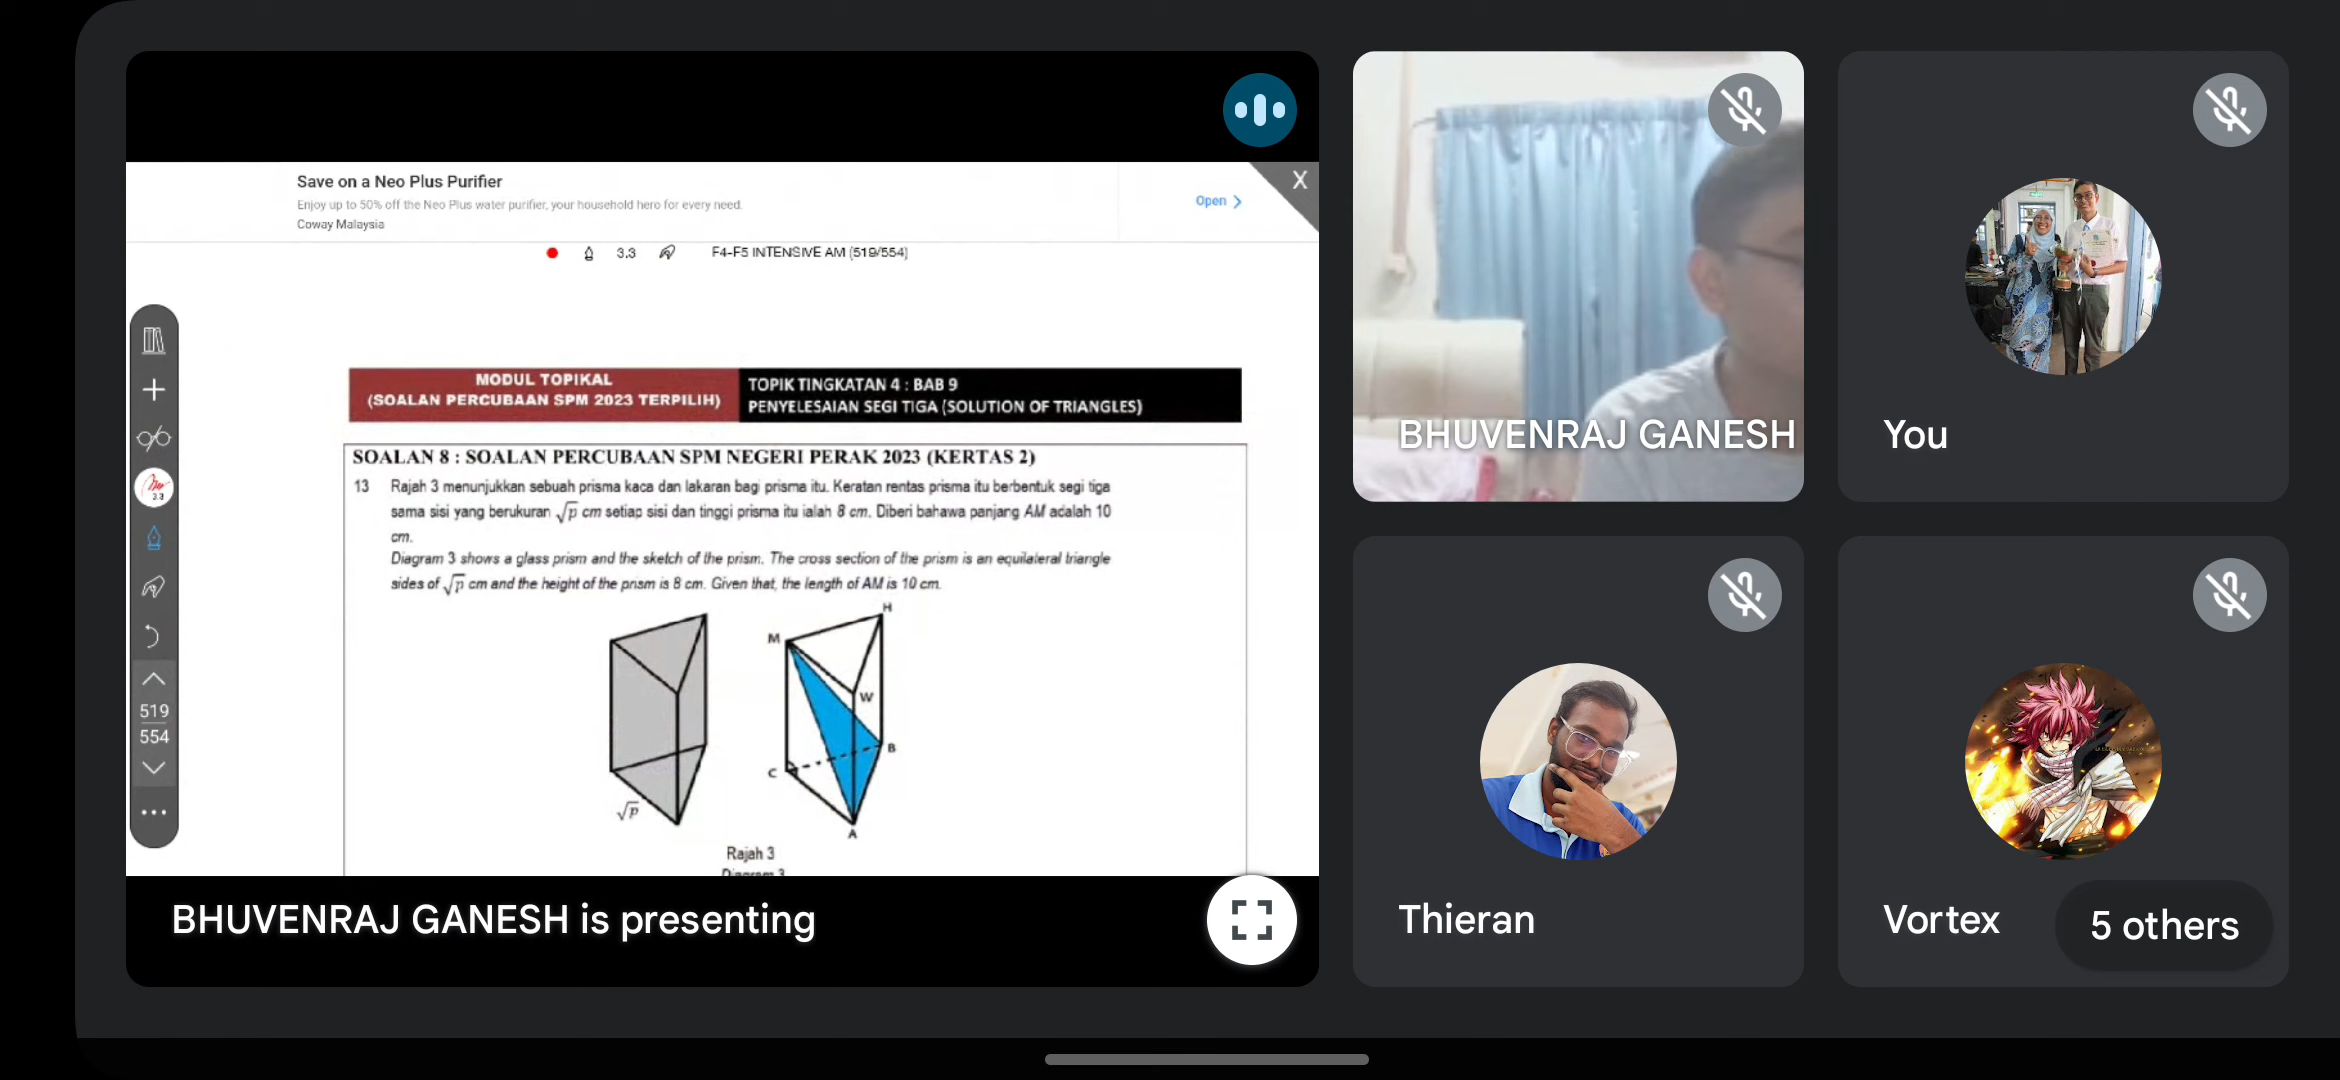 Save on a Neo Plus Purifier
Enjoy up to 50% off the Neo Plus water purifier, your household hero for every need.
Coway Malaysia
Open
X
3.3 F4-F5 INTENSIVE AM (519/554)
MODUL TOPIKAL
(SOALAN PERCUBAAN SPM 2023 TERPILIH)
TOPIK TINGKATAN 4 : BAB 9
PENYELESAIAN SEGI TIGA (SOLUTION OF TRIANGLES)
SOALAN 8 : SOALAN PERCUBAAN SPM NEGERI PERAK 2023 (KERTAS 2)
13 Rajah 3 menunjukkan sebuah prisma kaca dan lakaran bagi prisma itu. Keratan rentas prisma itu berbentuk segi tiga
sama sisi yang berukuran √p cm setiap sisi dan tinggi prisma itu ialah 8 cm. Diberi bahawa panjang AM adalah 10
cm.
Diagram 3 shows a glass prism and the sketch of the prism. The cross section of the prism is an equilateral triangle
sides of √p cm and the height of the prism is 8 cm. Given that, the length of AM is 10 cm.
H
M
W
B
C
√p
A
Rajah 3
Diagram 3
3.3
519
554
BHUVENRAJ GANESH is presenting
BHUVENRAJ GANESH
You
Thieran
Vortex
5 others